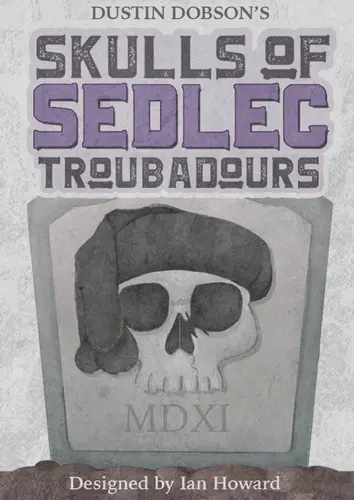 DUSTIN DOBSON'S
SKULLS OF
SEDLEC
TROUBADOURS
MDXI
Designed by Ian Howard